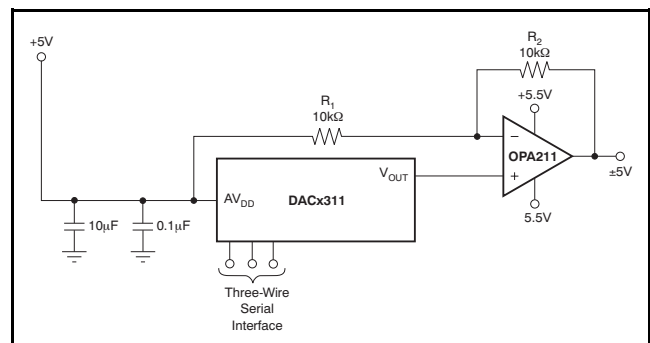 +5V
R1
10kΩ
R2
10kΩ
+5.5V
−
OPA211
+
±5V
5.5V
VOUT
AVDD
DACx311
10µF
0.1µF
Three-Wire
Serial
Interface